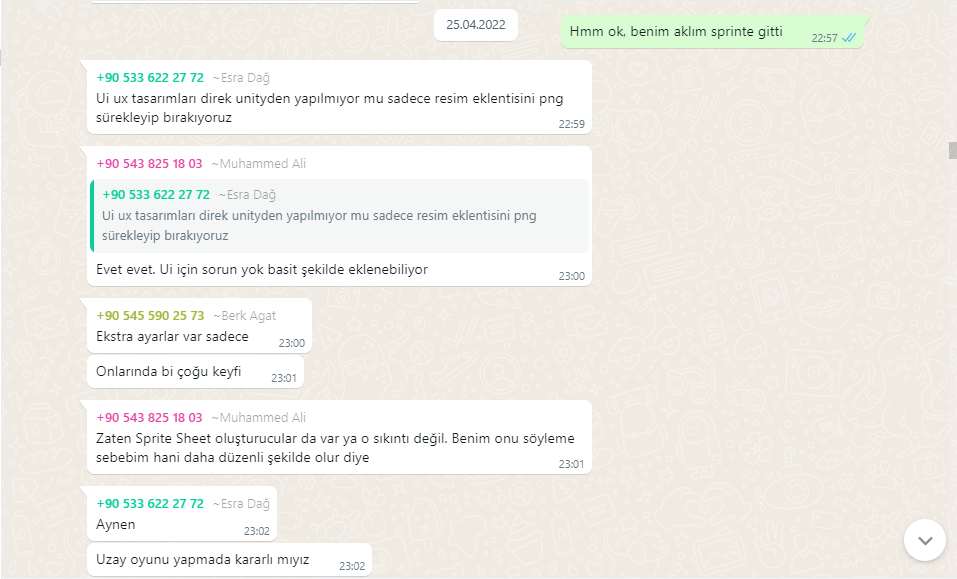 25.04.2022
Hmm ok, benim aklım sprinte gitti
22:57
+90 533 622 27 72 ~Esra Dağ
Ui ux tasarımları direk unityden yapılmıyor mu sadece resim eklentisini png
sürekleyip bırakıyoruz
22:59
+90 543 825 18 03 ~Muhammed Ali
+90 533 622 27 72 ~Esra Dağ
Ui ux tasarımları direk unityden yapılmıyor mu sadece resim eklentisini png
sürekleyip bırakıyoruz
Evet evet. Ui için sorun yok basit şekilde eklenebiliyor
23:00
+90 545 590 25 73 ~Berk Agat
Ekstra ayarlar var sadece
23:00
Onlarında bi çoğu keyfi
23:01
+90 543 825 18 03 ~Muhammed Ali
Zaten Sprite Sheet oluşturucular da var ya o sıkıntı değil. Benim onu söyleme
sebebim hani daha düzenli şekilde olur diye
23:01
+90 533 622 27 72 ~Esra Dağ
Aynen
23:02
Uzay oyunu yapmada kararlı mıyız
23:02